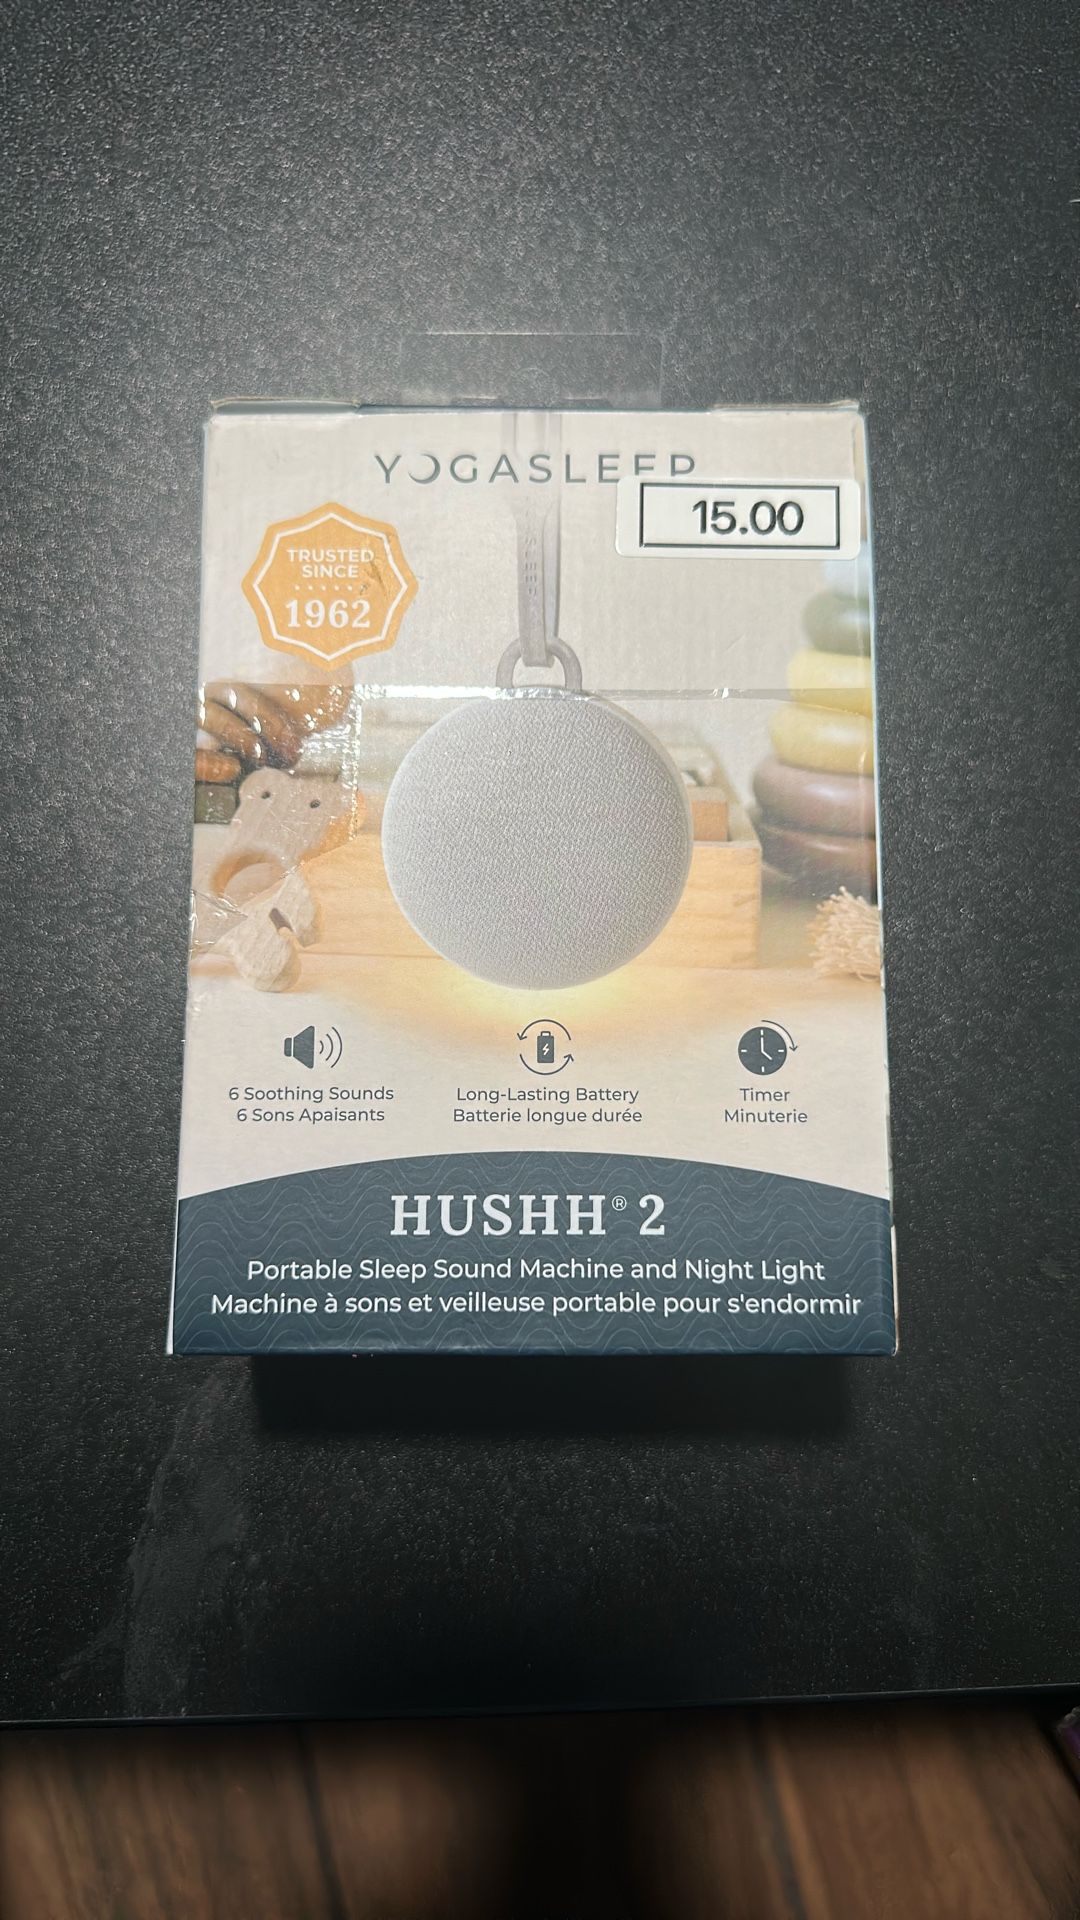 YOGASLEEP
15.00
TRUSTED
SINCE
1962
6 Soothing Sounds
6 Sons Apaisants
Long-Lasting Battery
Batterie longue durée
Timer
Minuterie
HUSHH® 2
Portable Sleep Sound Machine and Night Light
Machine à sons et veilleuse portable pour s'endormir